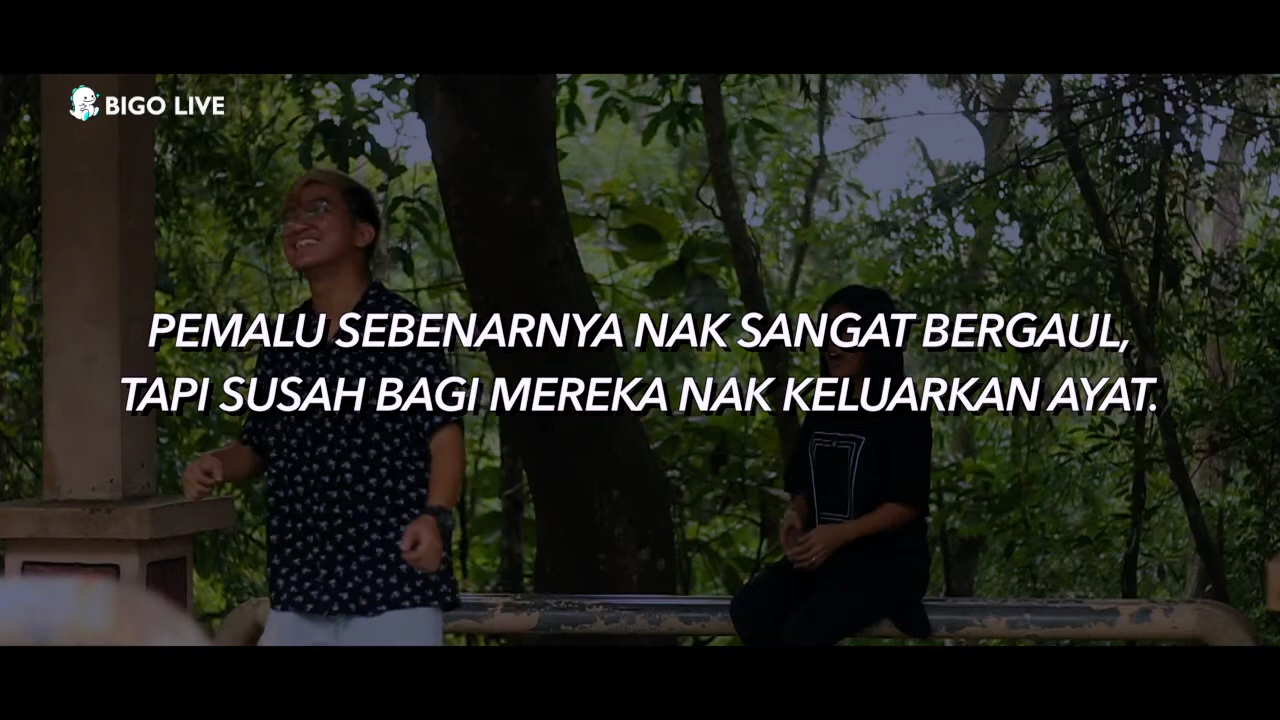 BIGO LIVE
PEMALU SEBENARNYA NAK SANGAT BERGAUL,
TAPI SUSAH BAGI MEREKA NAK KELUARKAN AYAT.